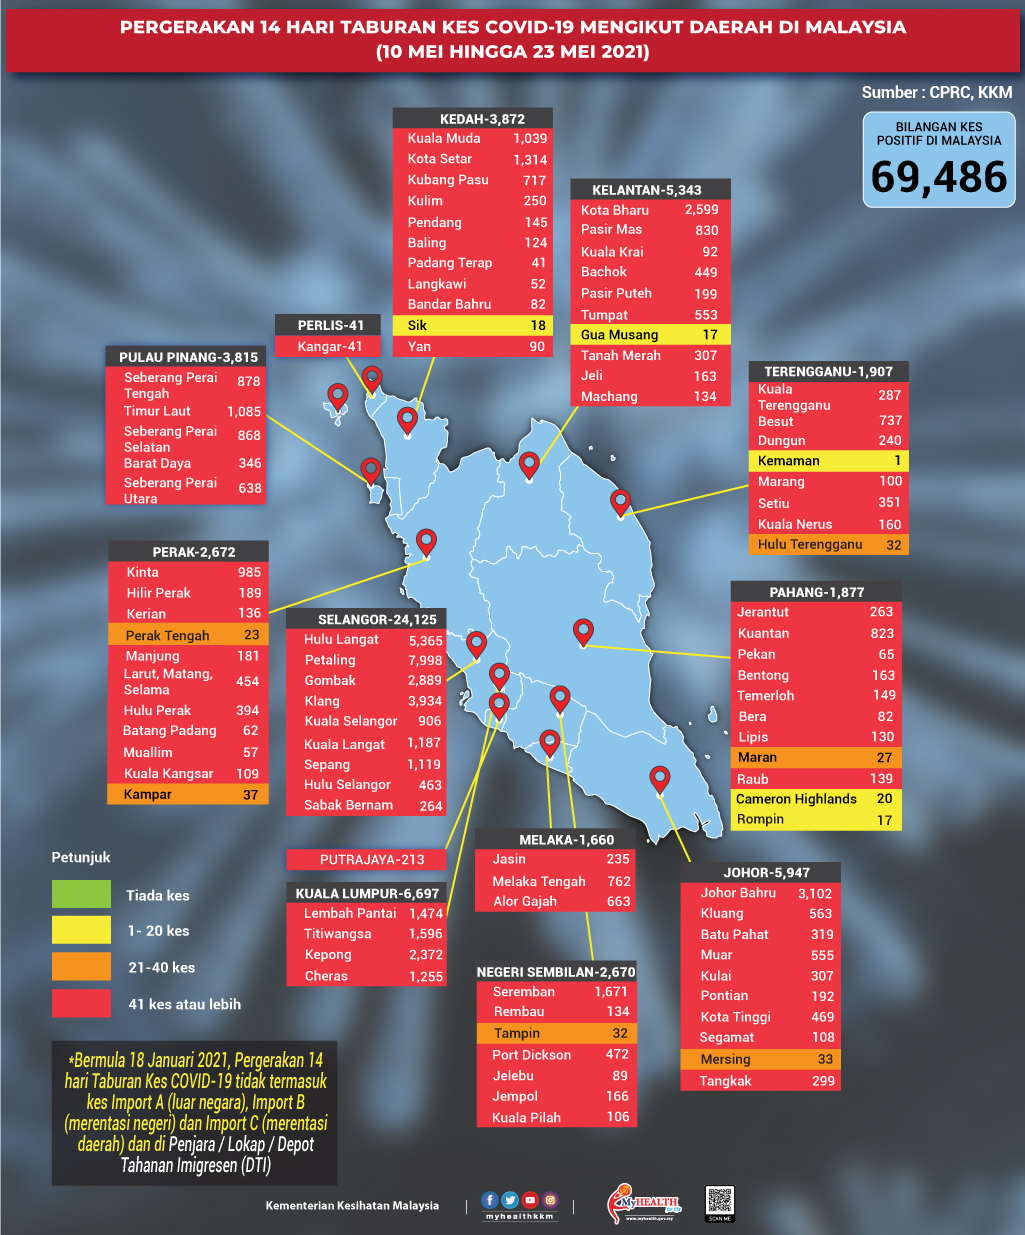 PERGERAKAN 14 HARI TABURAN KES COVID-19 MENGIKUT DAERAH DI MALAYSIA
(10 MEI HINGGA 23 MEI 2021)
Sumber : CPRC, KKM
BILANGAN KES
POSITIF DI MALAYSIA
69,486
KEDAH-3,872
Kuala Muda 1,039
Kota Setar 1,314
Kubang Pasu 717
Kulim 250
Pendang 145
Baling 124
Padang Terap 41
Langkawi 52
Bandar Bahru 82
Sik 18
Yan 90
KELANTAN-5,343
Kota Bharu 2,599
Pasir Mas 830
Kuala Krai 92
Bachok 449
Pasir Puteh 199
Tumpat 553
Gua Musang 17
Tanah Merah 307
Jeli 163
Machang 134
PERLIS-41
Kangar-41
PULAU PINANG-3,815
Seberang Perai
Tengah 878
Timur Laut 1,085
Seberang Perai
Selatan 868
Barat Daya 346
Seberang Perai
Utara 638
TERENGGANU-1,907
Kuala
Terengganu 287
Besut 737
Dungun 240
Kemaman 1
Marang 100
Setiu 351
Kuala Nerus 160
Hulu Terengganu 32
PERAK-2,672
Kinta 985
Hilir Perak 189
Kerian 136
Perak Tengah 23
Manjung 181
Larut, Matang,
Selama 454
Hulu Perak 394
Batang Padang 62
Muallim 57
Kuala Kangsar 109
Kampar 37
SELANGOR-24,125
Hulu Langat 5,365
Petaling 7,998
Gombak 2,889
Klang 3,934
Kuala Selangor 906
Kuala Langat 1,187
Sepang 1,119
Hulu Selangor 463
Sabak Bernam 264
PAHANG-1,877
Jerantut 263
Kuantan 823
Pekan 65
Bentong 163
Temerloh 149
Bera 82
Lipis 130
Maran 27
Raub 139
Cameron Highlands 20
Rompin 17
PUTRAJAYA-213
KUALA LUMPUR-6,697
Lembah Pantai 1,474
Titiwangsa 1,596
Kepong 2,372
Cheras 1,255
MELAKA-1,660
Jasin 235
Melaka Tengah 762
Alor Gajah 663
NEGERI SEMBILAN-2,670
Seremban 1,671
Rembau 134
Tampin 32
Port Dickson 472
Jelebu 89
Jempol 166
Kuala Pilah 106
JOHOR-5,947
Johor Bahru 3,102
Kluang 563
Batu Pahat 319
Muar 555
Kulai 307
Pontian 192
Kota Tinggi 469
Segamat 108
Mersing 33
Tangkak 299
Petunjuk
Tiada kes
1- 20 kes
21-40 kes
41 kes atau lebih
*Bermula 18 Januari 2021, Pergerakan 14
hari Taburan Kes COVID-19 tidak termasuk
kes Import A (luar negara), Import B
(merentasi negeri) dan Import C (merentasi
daerah) dan di Penjara / Lokap / Depot
Tahanan Imigresen (DTI)
Kementerian Kesihatan Malaysia
myhealthkkm
MyHEALTH
for life
www.myhealth.gov.my
SCAN ME